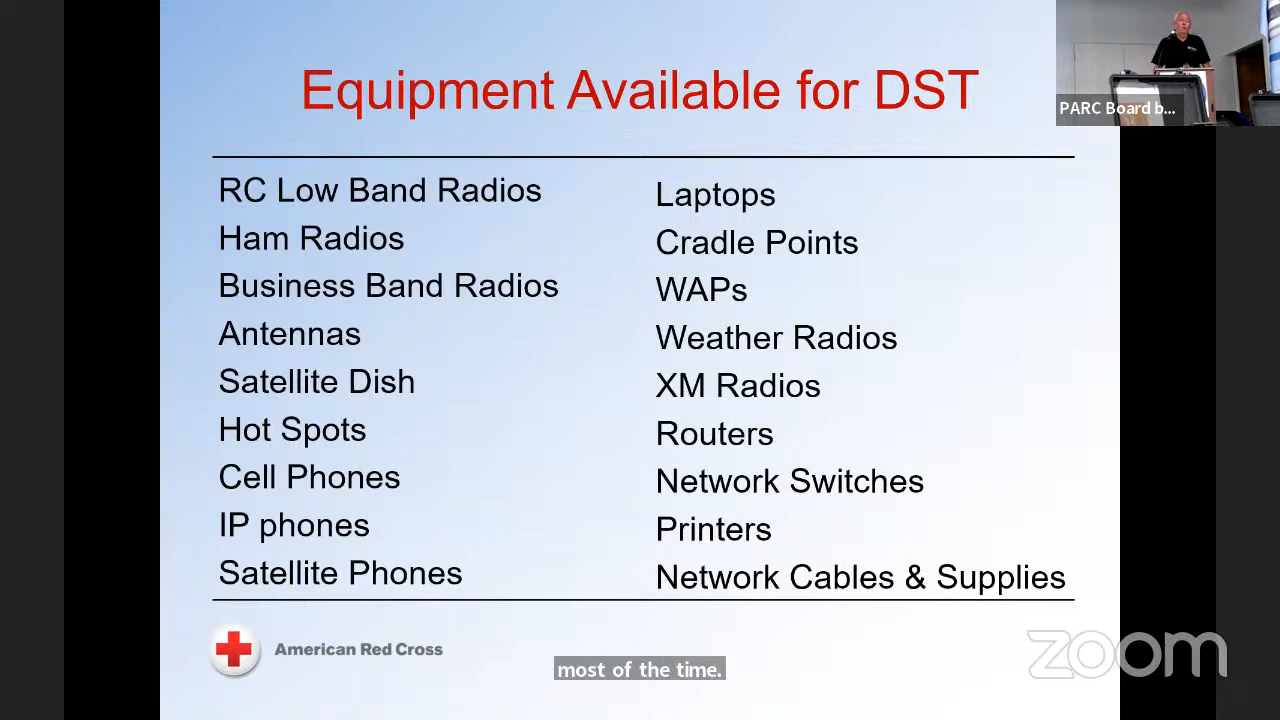 Equipment Available for DST
RC Low Band Radios
Ham Radios
Business Band Radios
Antennas
Satellite Dish
Hot Spots
Cell Phones
IP phones
Satellite Phones
Laptops
Cradle Points
WAPs
Weather Radios
XM Radios
Routers
Network Switches
Printers
Network Cables & Supplies
American Red Cross
most of the time.
zoom
PARC Board b...